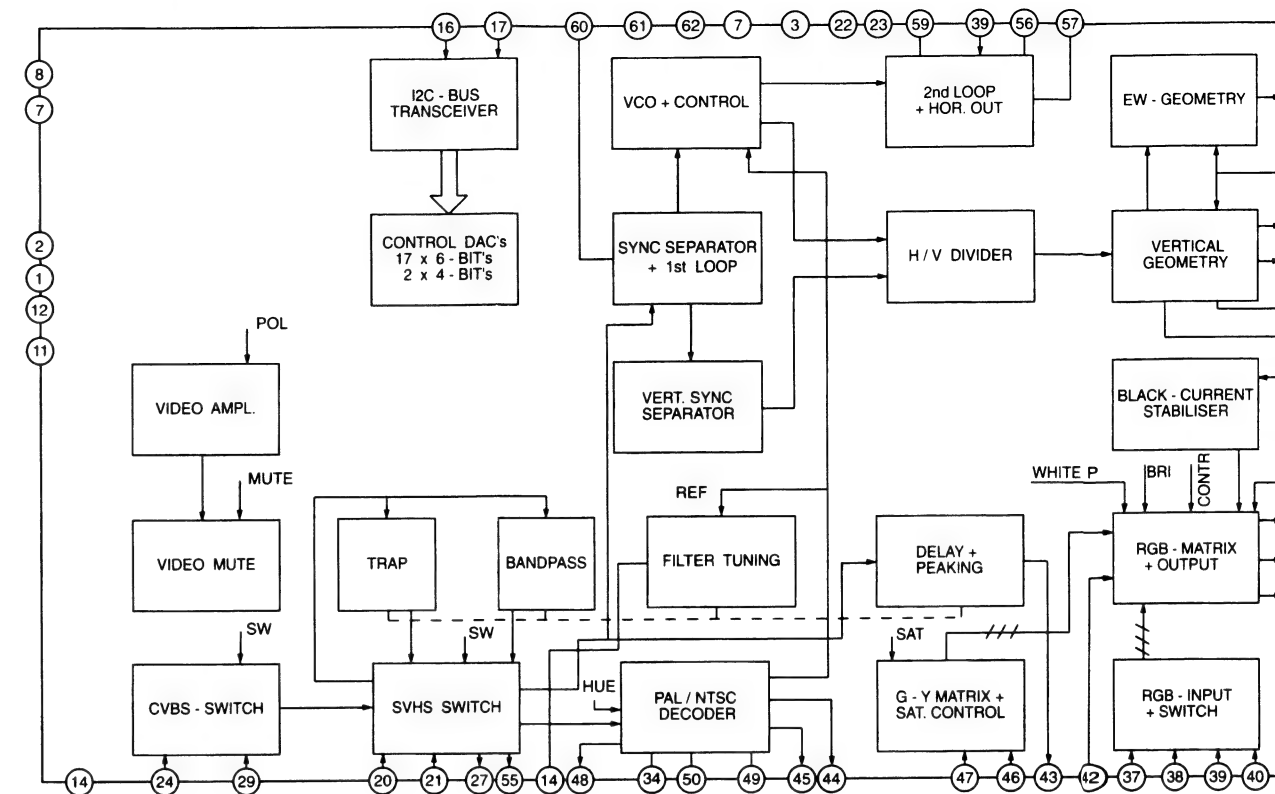 16 17 60 61 62 7 3 22 23 59 39 56 57
8
7
2
1
12
11
I2C - BUS
TRANSCEIVER
VCO + CONTROL
2nd LOOP
+ HOR. OUT
EW - GEOMETRY
CONTROL DAC's
17 x 6 - BIT's
2 x 4 - BIT's
SYNC SEPARATOR
+ 1st LOOP
H / V DIVIDER
VERTICAL
GEOMETRY
POL
VIDEO AMPL.
VERT. SYNC
SEPARATOR
BLACK - CURRENT
STABILISER
MUTE
REF
WHITE P
BRI
CONTR
VIDEO MUTE
TRAP
BANDPASS
FILTER TUNING
DELAY +
PEAKING
RGB - MATRIX
+ OUTPUT
SW
SW
SAT
HUE
CVBS - SWITCH
SVHS SWITCH
PAL / NTSC
DECODER
G - Y MATRIX +
SAT. CONTROL
RGB - INPUT
+ SWITCH
14 24 29 20 21 27 55 14 48 34 50 49 45 44 47 46 43 42 37 38 39 40